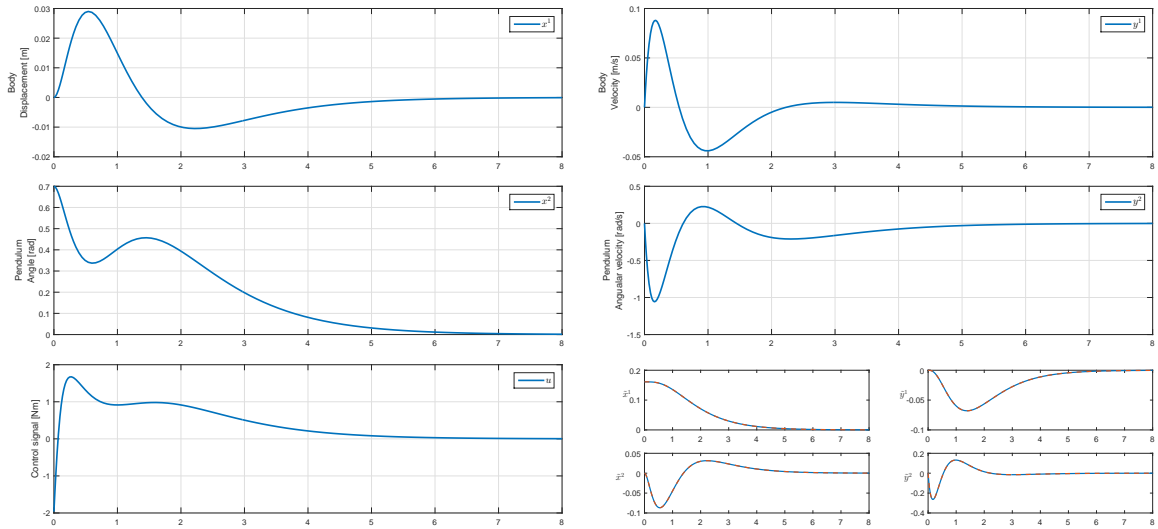 0.03
0.02
0.01
0
-0.01
-0.02
Body
Displacement [m]
x¹
0 1 2 3 4 5 6 7 8
0.1
0.05
0
-0.05
Body
Velocity [m/s]
y¹
0 1 2 3 4 5 6 7 8
0.7
0.6
0.5
0.4
0.3
0.2
0.1
0
Pendulum
Angle [rad]
x²
0 1 2 3 4 5 6 7 8
0.5
0
-0.5
-1
-1.5
Pendulum
Angualar velocity [rad/s]
y²
0 1 2 3 4 5 6 7 8
2
1
0
-1
-2
Control signal [Nm]
u
0 1 2 3 4 5 6 7 8
0.2
0.1
0
0 1 2 3 4 5 6 7 8
0
-0.05
-0.1
0 1 2 3 4 5 6 7 8
0.05
0
-0.05
-0.1
0 1 2 3 4 5 6 7 8
0.2
0
-0.2
-0.4
0 1 2 3 4 5 6 7 8